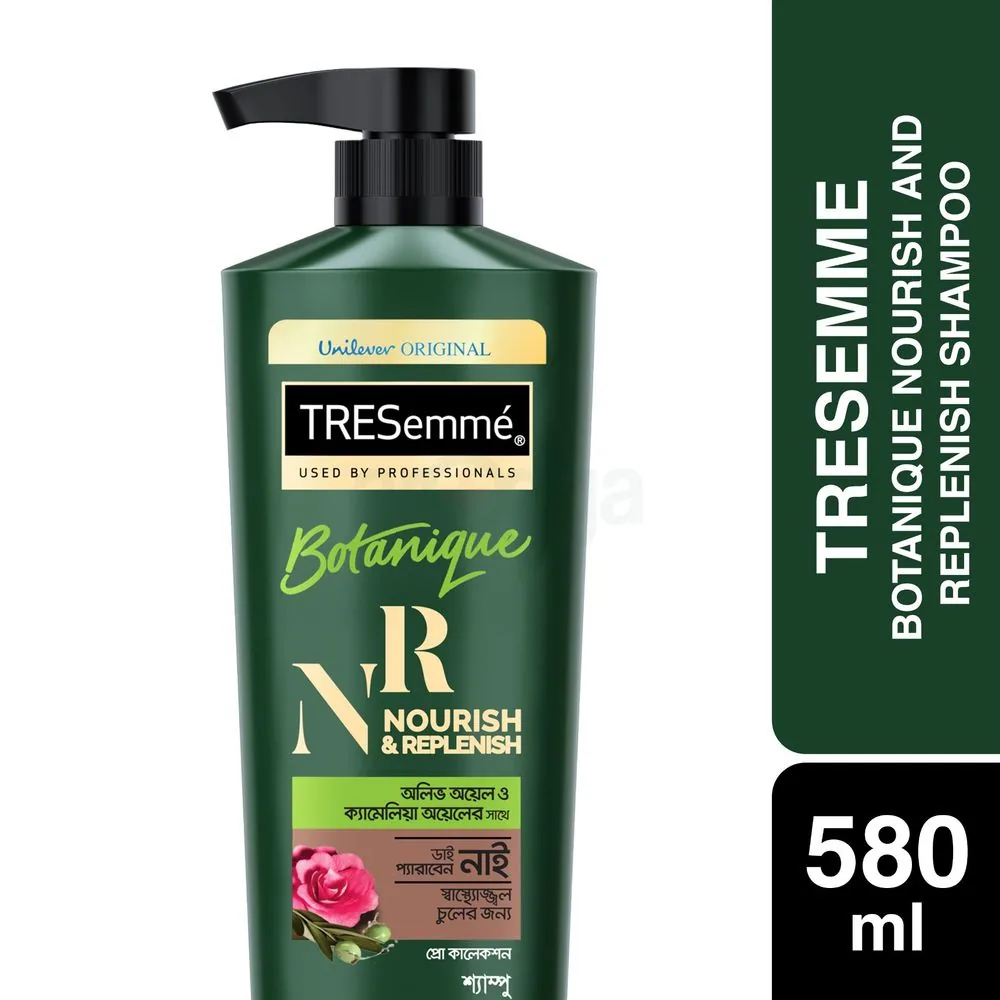 Unilever ORIGINAL
TRESemmé®
USED BY PROFESSIONALS
Botanique
NR
NOURISH
& REPLENISH
অলিভ অয়েল ও
ক্যামেলিয়া অয়েলের সাথে
ডাই
প্যারাবেন নাই
স্বাস্থ্যোজ্জ্বল
চুলের জন্য
প্রো কালেকশন
শ্যাম্পু
TRESEMME
BOTANIQUE NOURISH AND
REPLENISH SHAMPOO
580
ml